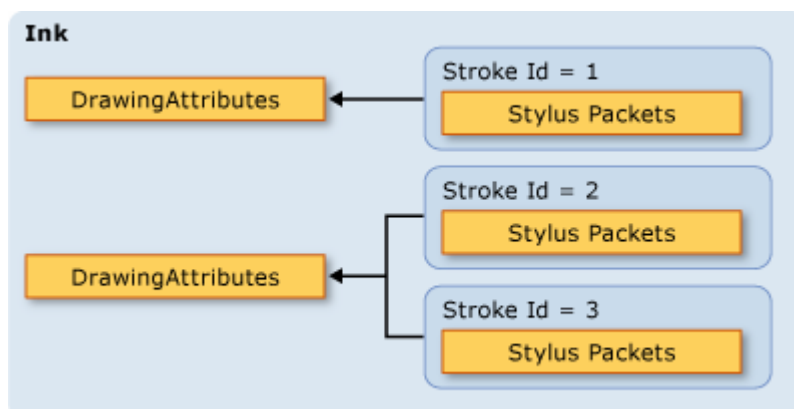 Ink
Stroke Id = 1
DrawingAttributes
Stylus Packets
Stroke Id = 2
Stylus Packets
DrawingAttributes
Stroke Id = 3
Stylus Packets